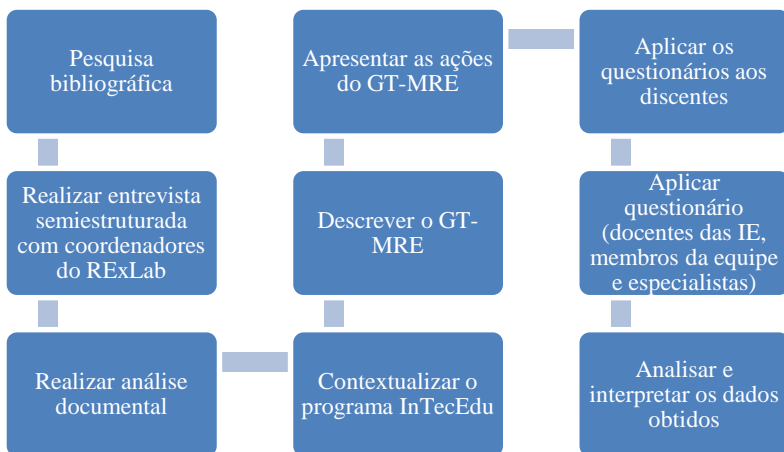 Pesquisa
bibliográfica
Realizar entrevista
semiestruturada
com coordenadores
do RExLab
Realizar análise
documental
Contextualizar o
programa InTecEdu
Descrever o GT-
MRE
Apresentar as ações
do GT-MRE
Aplicar os
questionários aos
discentes
Aplicar
questionário
(docentes das IE,
membros da equipe
e especialistas)
Analisar e
interpretar os dados
obtidos